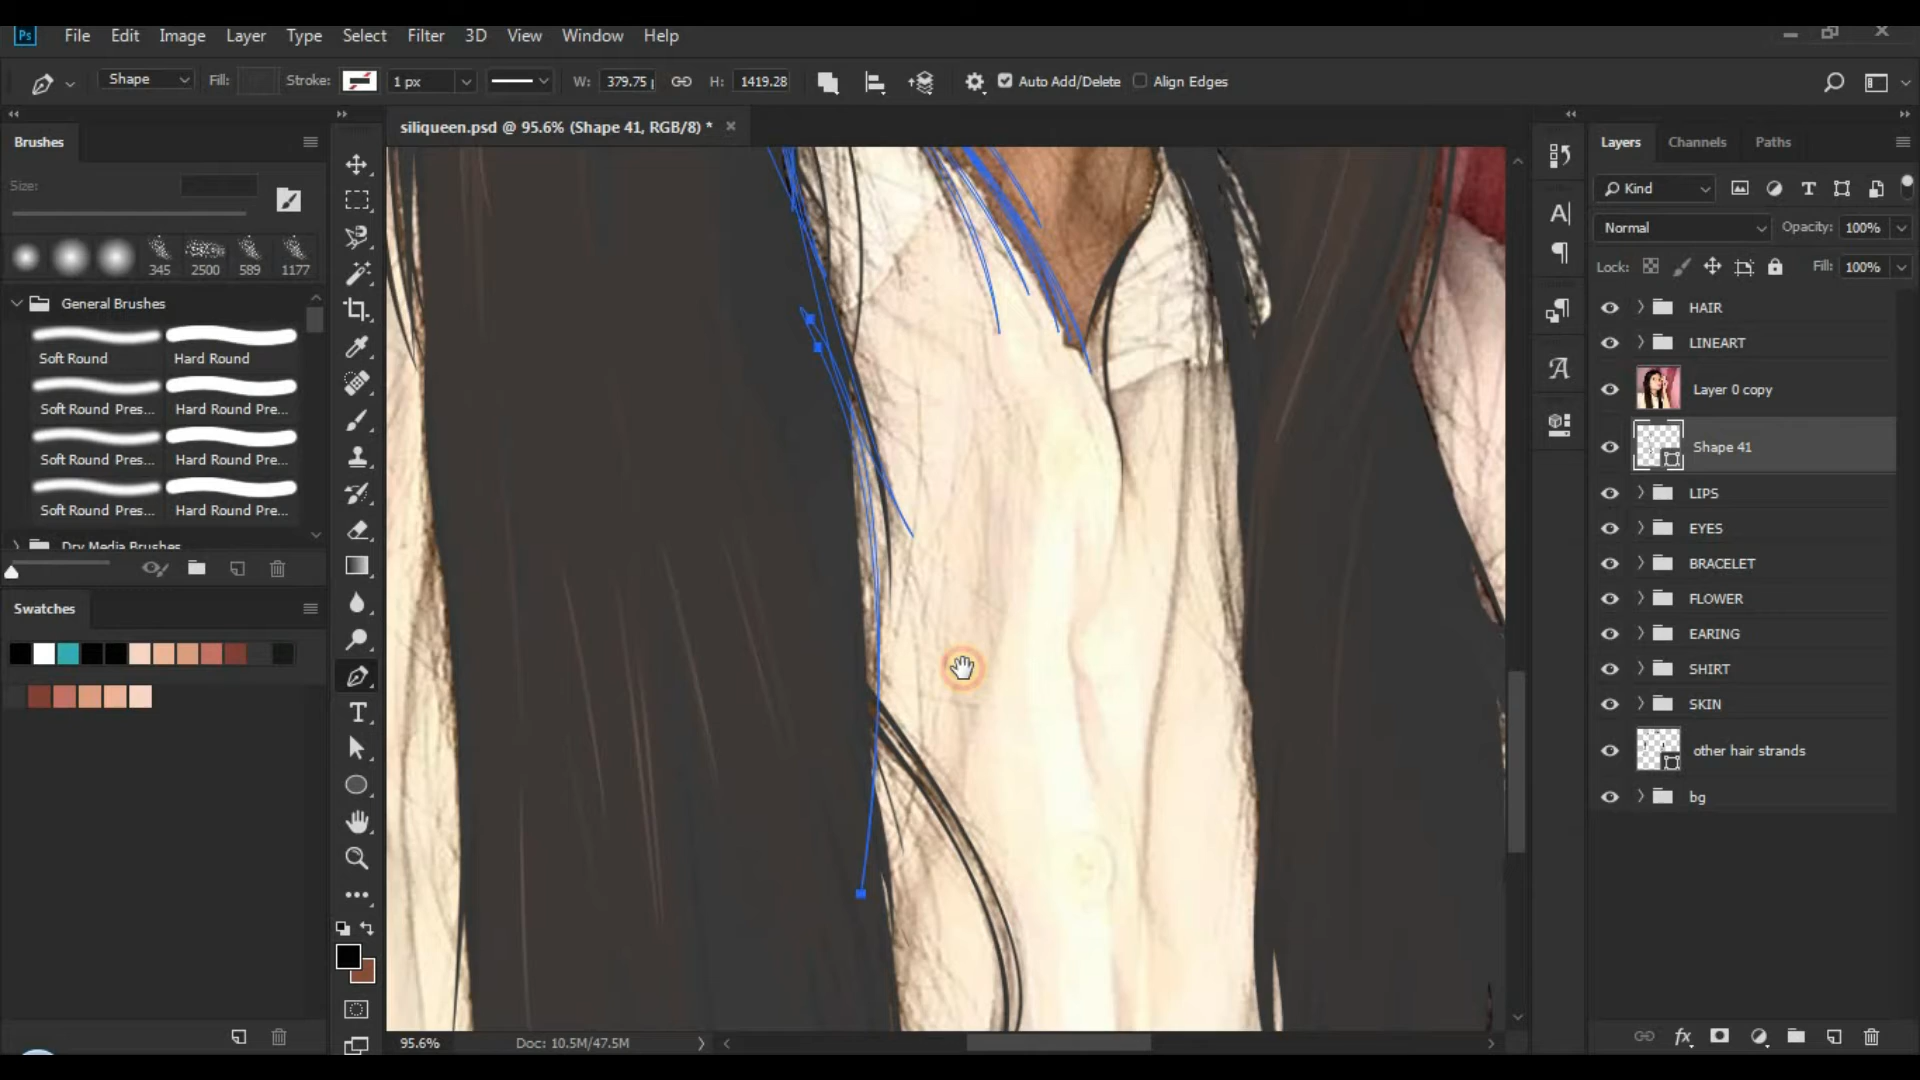 Ps File Edit Image Layer Type Select Filter 3D View Window Help
Shape Fill: Stroke: 1 px W: 379.75 H: 1419.28 Auto Add/Delete Align Edges
siliqueen.psd @ 95.6% (Shape 41, RGB/8) *
Brushes
Size:
345 2500 589 1177
General Brushes
Soft Round Hard Round
Soft Round Pres... Hard Round Pre...
Soft Round Pres... Hard Round Pre...
Soft Round Pres... Hard Round Pre...
Dry Media Brushes
Swatches
95.6% Doc: 10.5M/47.5M
Layers Channels Paths
Kind
Normal Opacity: 100%
Lock: Fill: 100%
HAIR
LINEART
Layer 0 copy
Shape 41
LIPS
EYES
BRACELET
FLOWER
EARING
SHIRT
SKIN
other hair strands
bg